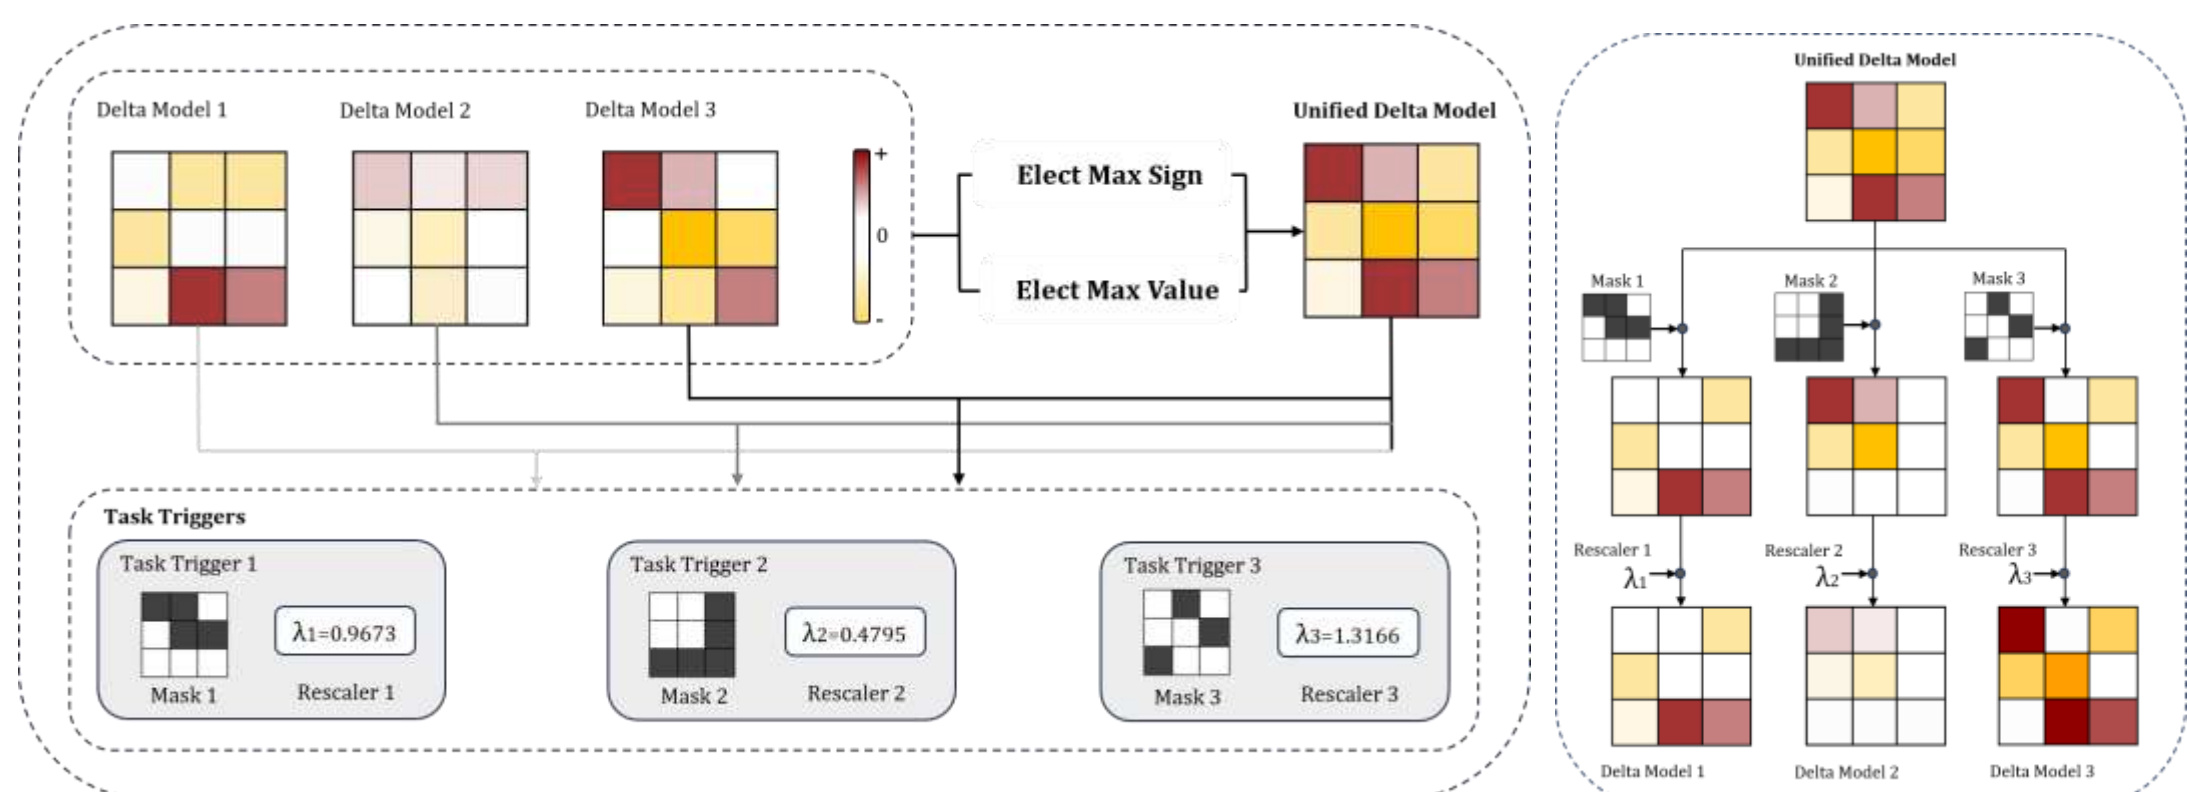 Delta Model 1
Delta Model 2
Delta Model 3
+
0
-
Elect Max Sign
Elect Max Value
Unified Delta Model
Task Triggers
Task Trigger 1
λ1=0.9673
Mask 1
Rescaler 1
Task Trigger 2
λ2=0.4795
Mask 2
Rescaler 2
Task Trigger 3
λ3=1.3166
Mask 3
Rescaler 3
Unified Delta Model
Mask 1
Mask 2
Mask 3
Rescaler 1
λ1
Rescaler 2
λ2
Rescaler 3
λ3
Delta Model 1
Delta Model 2
Delta Model 3